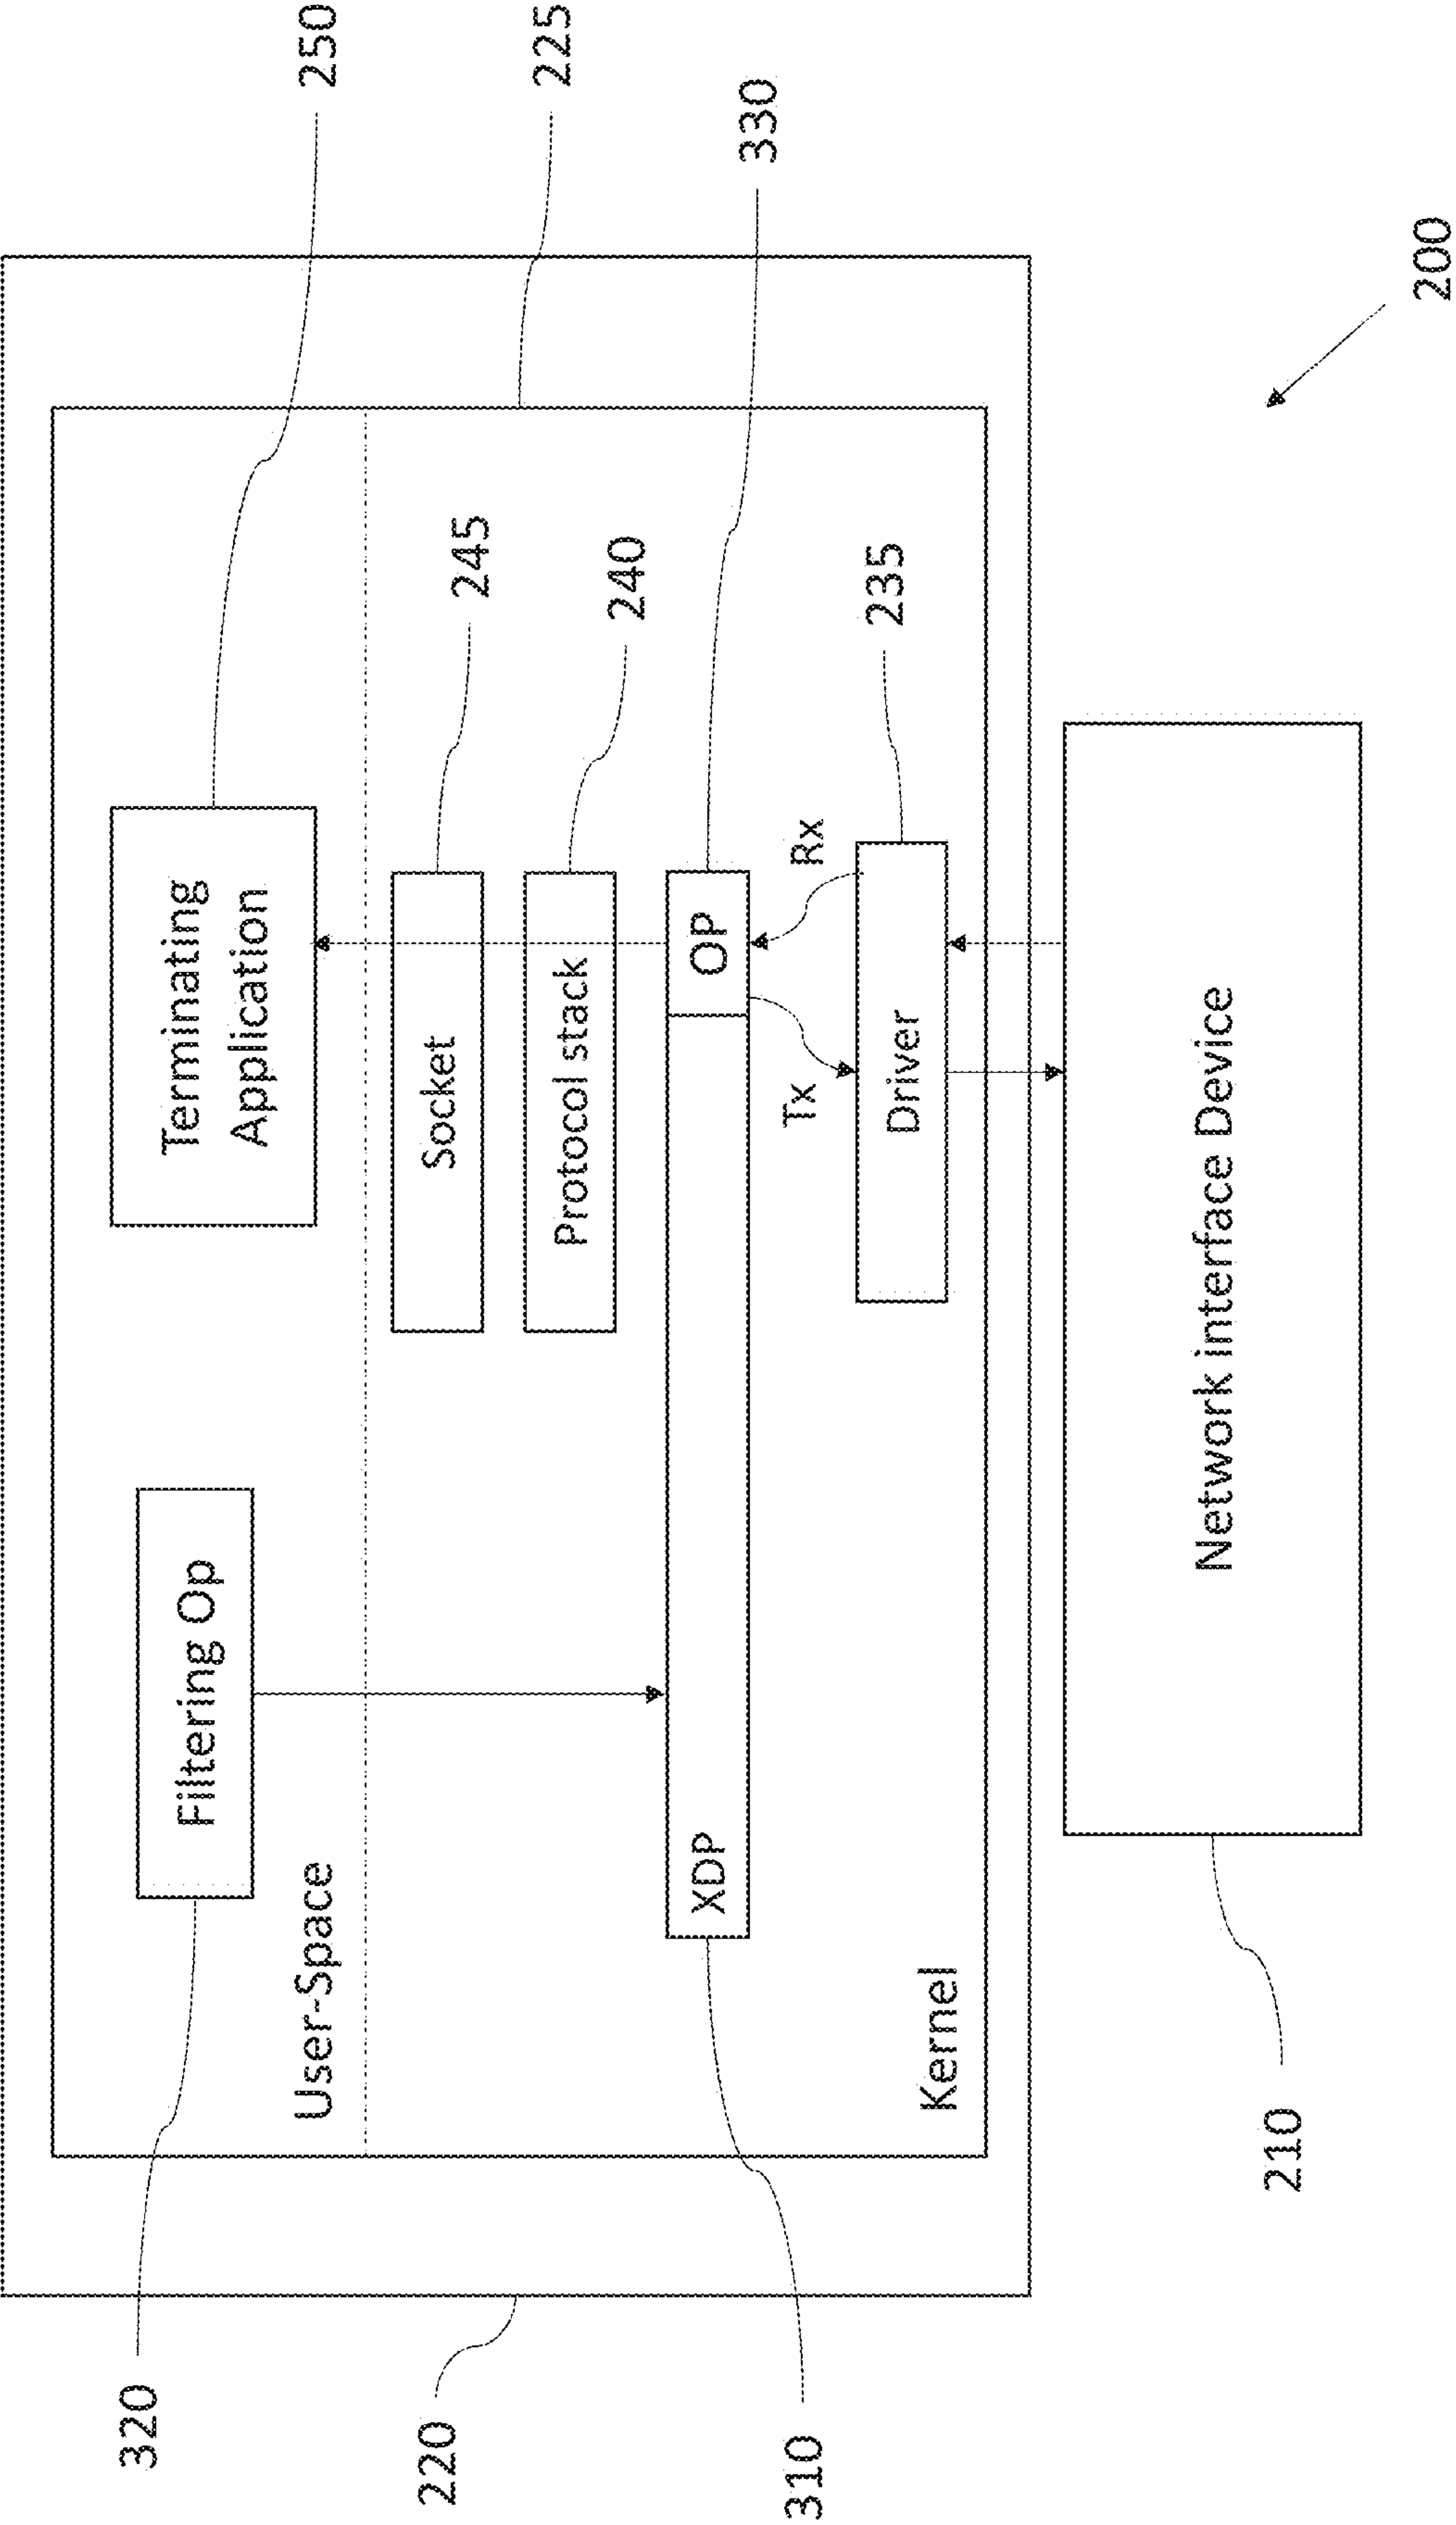 320
220
310
210
User-Space
Kernel
Filtering Op
XDP
Terminating
Application
Socket
Protocol stack
OP
Tx
Rx
Driver
Network interface Device
250
225
330
245
240
235
200